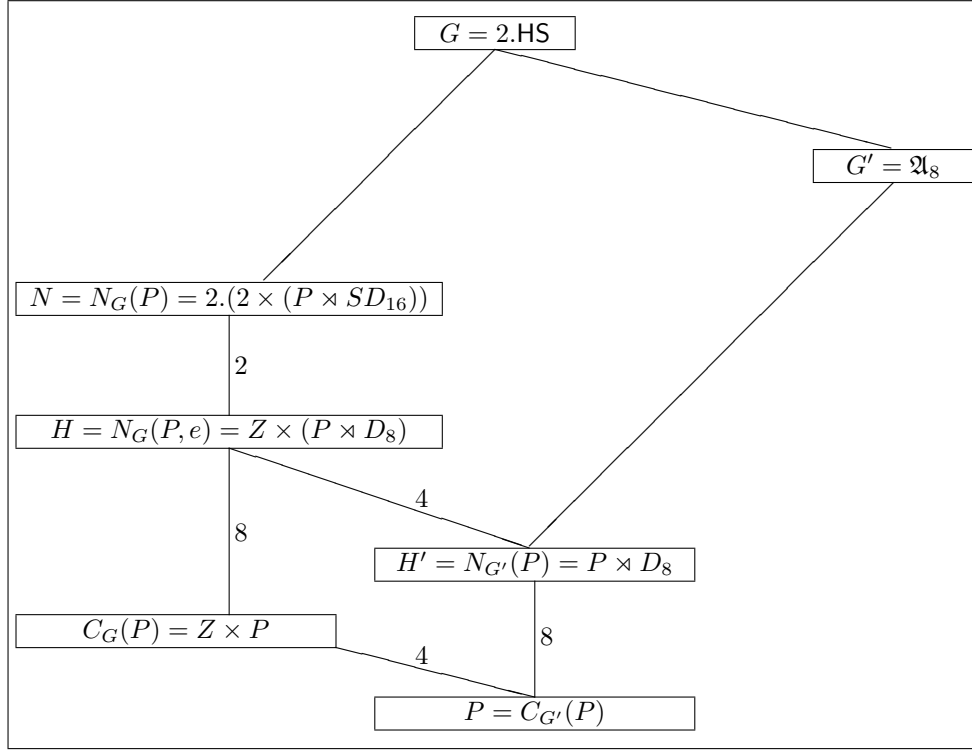 G = 2.HS
G′ = 𝔄₈
N = N_G(P) = 2.(2 × (P ⋊ SD₁₆))
2
H = N_G(P, e) = Z × (P ⋊ D₈)
4
8
H′ = N_{G′}(P) = P ⋊ D₈
C_G(P) = Z × P
8
4
P = C_{G′}(P)